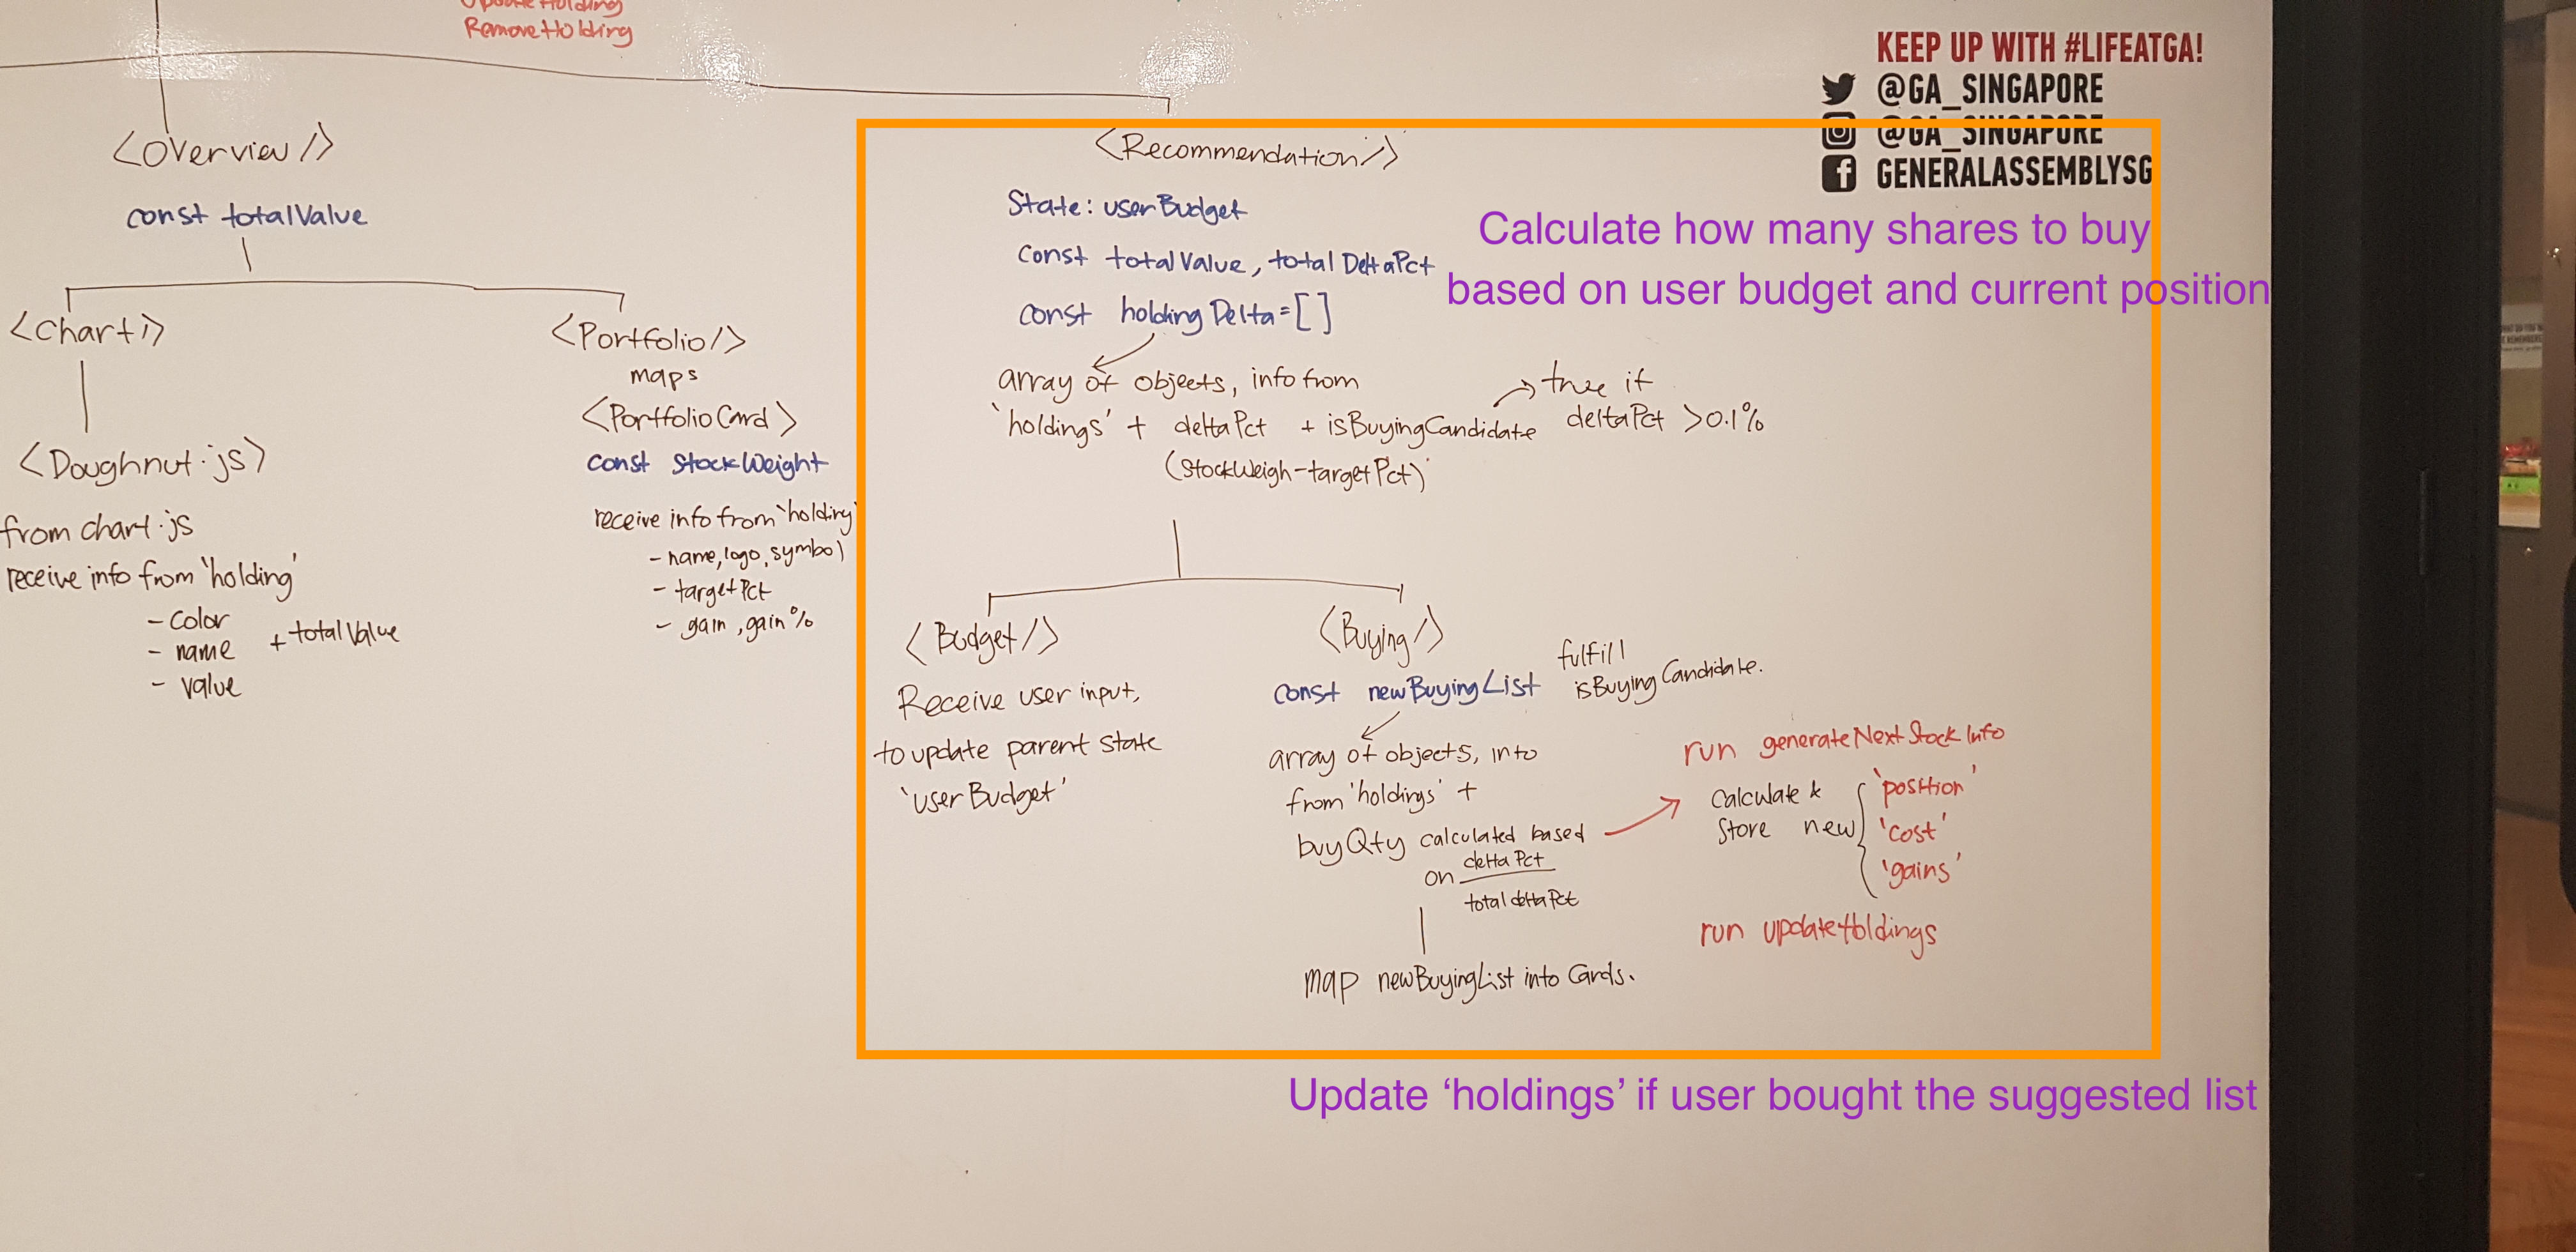 UpdateHolding
RemoveHolding
KEEP UP WITH #LIFEATGA!
@GA_SINGAPORE
@GA_SINGAPORE
GENERALASSEMBLYSG
<Overview/>
const totalValue
<Chart/>
<Doughnut.js>
from chart.js
receive info from 'holding'
- color
- name + totalValue
- value
<Portfolio/>
maps
<PortfolioCard>
const StockWeight
receive info from 'holding'
- name, logo, symbol
- targetPct
- gain, gain %
<Recommendation/>
State: userBudget
const totalValue, totalDeltaPct
const holdingDelta = [ ]
Calculate how many shares to buy
based on user budget and current position
array of objects, info from
'holdings' + deltaPct + isBuyingCandidate
(StockWeigh - targetPct)
true if
deltaPct > 0.1%
<Budget/>
Receive user input,
to update parent state
'userBudget'
<Buying/>
const newBuyingList
fulfill
isBuyingCandidate.
array of objects, into
from 'holdings' +
buyQty calculated based
on deltaPct
total deltaPct
map newBuyingList into Cards.
run generateNextStockInfo
Calculate &
Store new
'position'
'cost'
'gains'
run updateHoldings
Update ‘holdings’ if user bought the suggested list